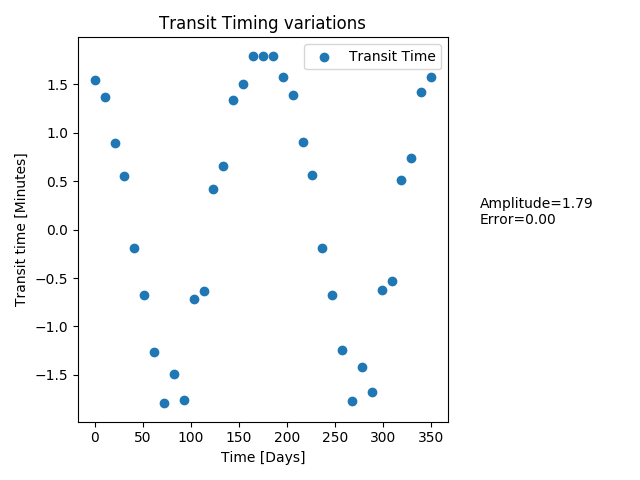 Transit Timing variations
Transit Time
Transit time [Minutes]
1.5
1.0
0.5
0.0
−0.5
−1.0
−1.5
0 50 100 150 200 250 300 350
Time [Days]
Amplitude=1.79
Error=0.00